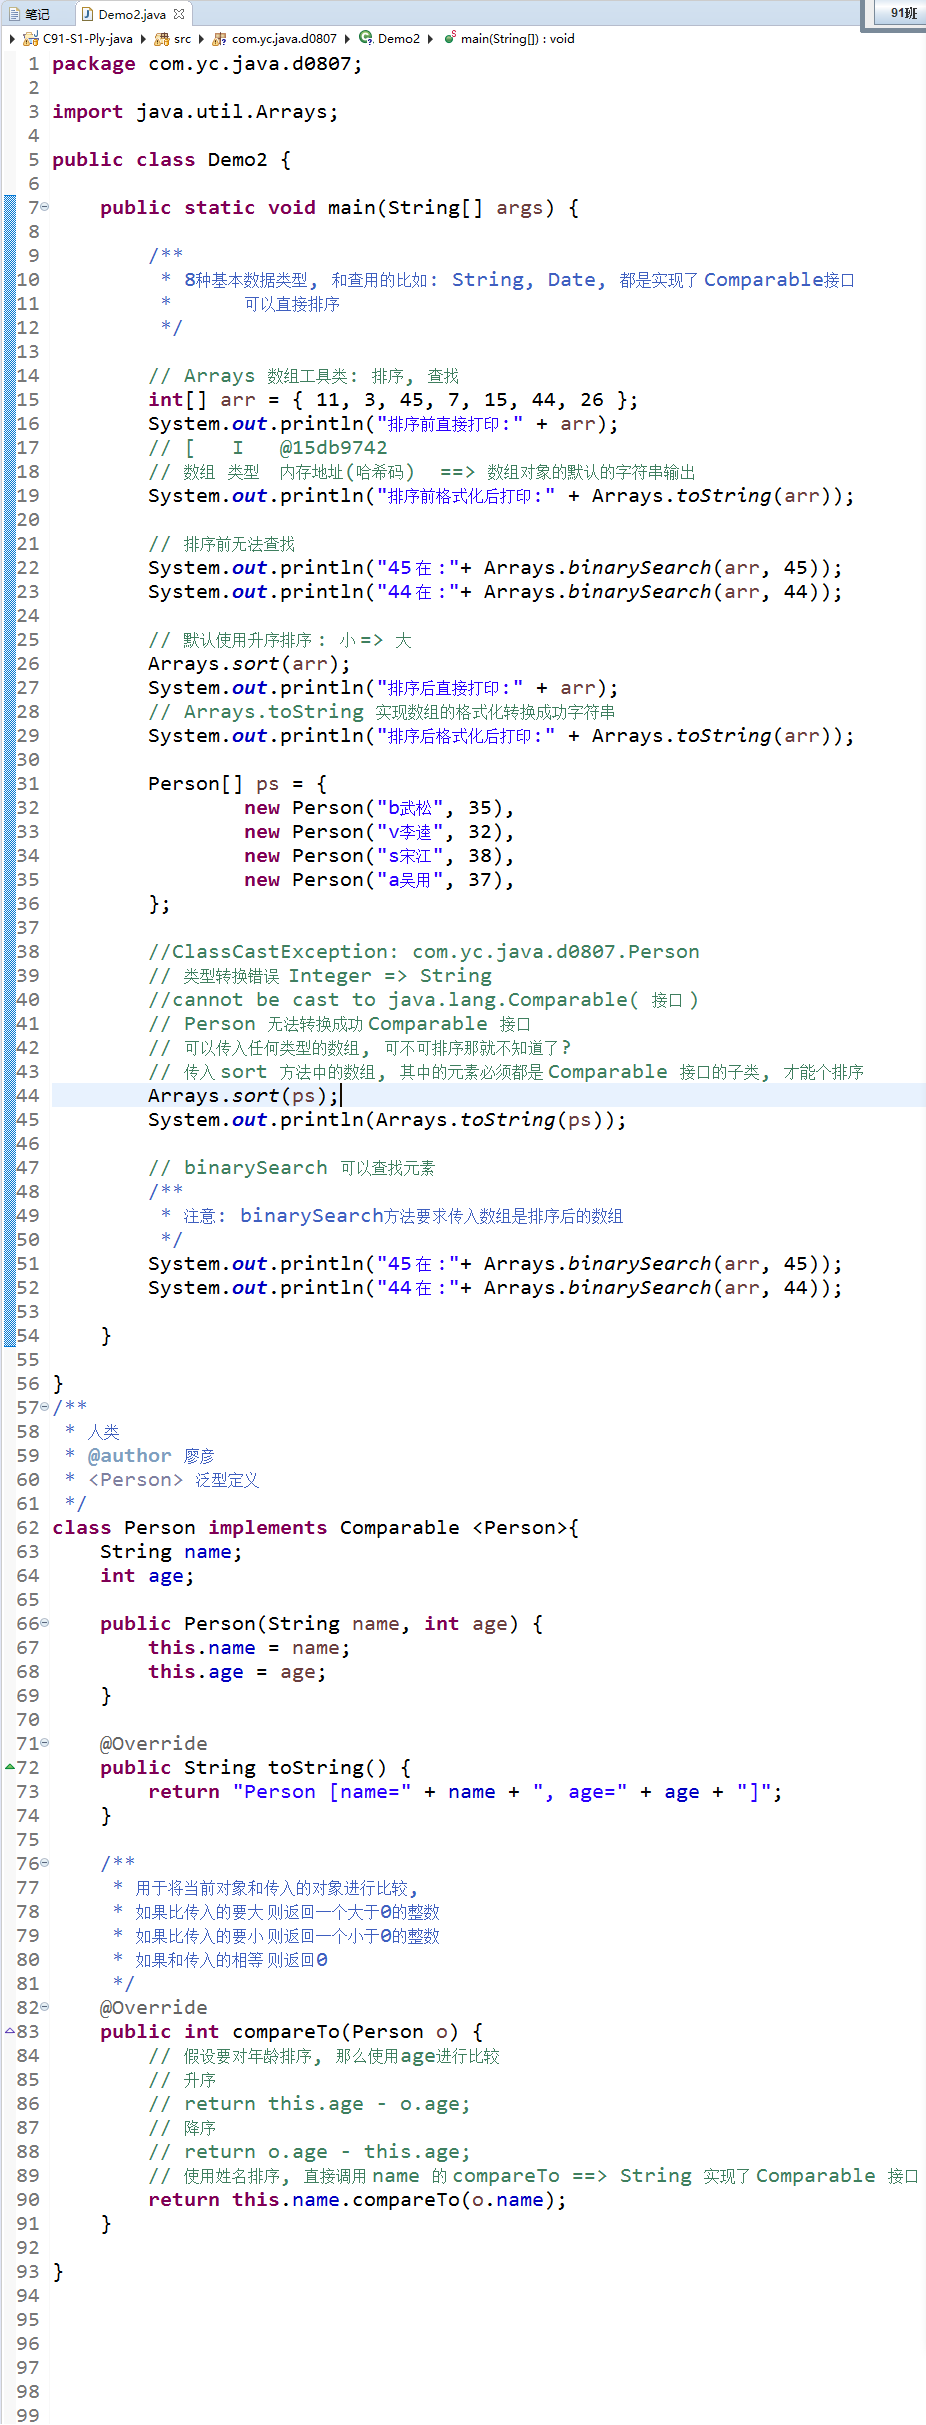 笔记 Demo2.java 91班
C91-S1-Ply-java src com.yc.java.d0807 Demo2 main(String[]) : void
1 package com.yc.java.d0807;
2
3 import java.util.Arrays;
4
5 public class Demo2 {
6
7 public static void main(String[] args) {
8
9 /**
10 * 8种基本数据类型, 和查用的比如: String, Date, 都是实现了 Comparable接口
11 * 可以直接排序
12 */
13
14 // Arrays 数组工具类: 排序, 查找
15 int[] arr = { 11, 3, 45, 7, 15, 44, 26 };
16 System.out.println("排序前直接打印:" + arr);
17 // [ I @15db9742
18 // 数组 类型 内存地址(哈希码) ==> 数组对象的默认的字符串输出
19 System.out.println("排序前格式化后打印:" + Arrays.toString(arr));
20
21 // 排序前无法查找
22 System.out.println("45在:"+ Arrays.binarySearch(arr, 45));
23 System.out.println("44在:"+ Arrays.binarySearch(arr, 44));
24
25 // 默认使用升序排序: 小 => 大
26 Arrays.sort(arr);
27 System.out.println("排序后直接打印:" + arr);
28 // Arrays.toString 实现数组的格式化转换成功字符串
29 System.out.println("排序后格式化后打印:" + Arrays.toString(arr));
30
31 Person[] ps = {
32 new Person("b武松", 35),
33 new Person("v李逵", 32),
34 new Person("s宋江", 38),
35 new Person("a吴用", 37),
36 };
37
38 //ClassCastException: com.yc.java.d0807.Person
39 // 类型转换错误 Integer => String
40 //cannot be cast to java.lang.Comparable( 接口 )
41 // Person 无法转换成功 Comparable 接口
42 // 可以传入任何类型的数组, 可不可排序那就不知道了?
43 // 传入 sort 方法中的数组, 其中的元素必须都是 Comparable 接口的子类, 才能个排序
44 Arrays.sort(ps);
45 System.out.println(Arrays.toString(ps));
46
47 // binarySearch 可以查找元素
48 /**
49 * 注意: binarySearch方法要求传入数组是排序后的数组
50 */
51 System.out.println("45在:"+ Arrays.binarySearch(arr, 45));
52 System.out.println("44在:"+ Arrays.binarySearch(arr, 44));
53
54 }
55
56 }
57 /**
58 * 人类
59 * @author 廖彦
60 * <Person> 泛型定义
61 */
62 class Person implements Comparable <Person>{
63 String name;
64 int age;
65
66 public Person(String name, int age) {
67 this.name = name;
68 this.age = age;
69 }
70
71 @Override
72 public String toString() {
73 return "Person [name=" + name + ", age=" + age + "]";
74 }
75
76 /**
77 * 用于将当前对象和传入的对象进行比较,
78 * 如果比传入的要大 则返回一个大于0的整数
79 * 如果比传入的要小 则返回一个小于0的整数
80 * 如果和传入的相等 则返回0
81 */
82 @Override
83 public int compareTo(Person o) {
84 // 假设要对年龄排序, 那么使用age进行比较
85 // 升序
86 // return this.age - o.age;
87 // 降序
88 // return o.age - this.age;
89 // 使用姓名排序, 直接调用 name 的 compareTo ==> String 实现了 Comparable 接口
90 return this.name.compareTo(o.name);
91 }
92
93 }
94
95
96
97
98
99